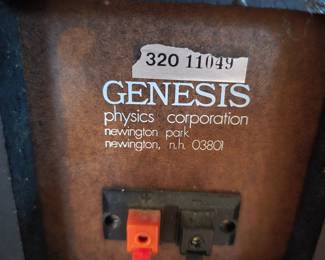 320 11049
GENESIS
physics corporation
newington park
newington, n.h. 03801